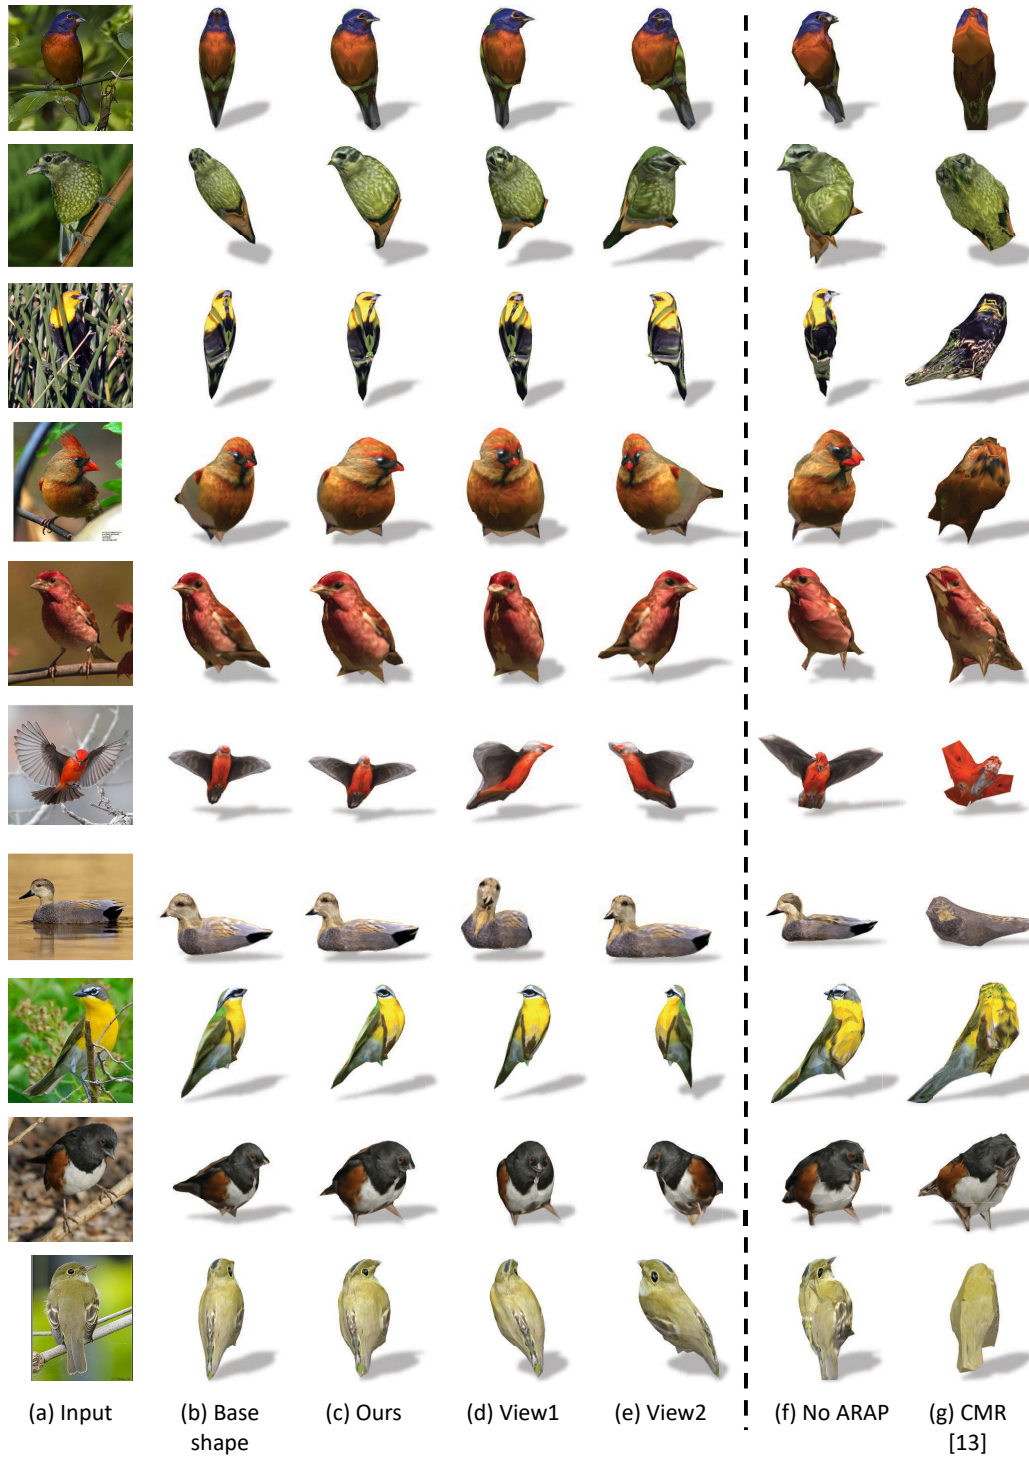 (a) Input
(b) Base
shape
(c) Ours
(d) View1
(e) View2
(f) No ARAP
(g) CMR
[13]